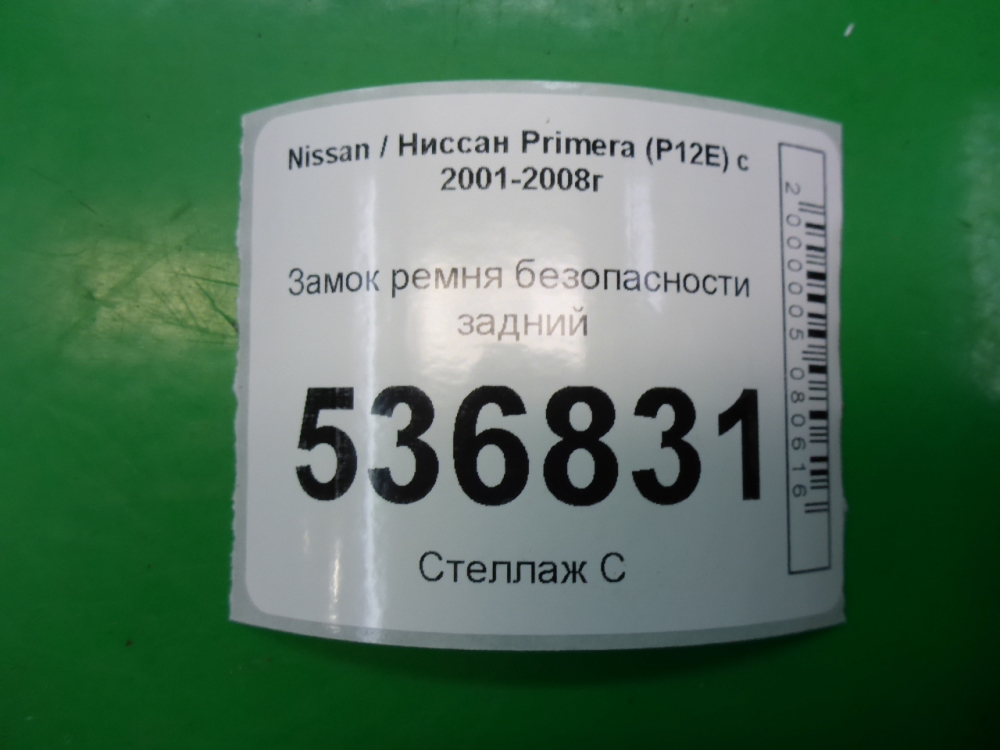 Nissan / Ниссан Primera (P12E) с
2001-2008г
Замок ремня безопасности
задний
536831
Стеллаж С
2000005080616